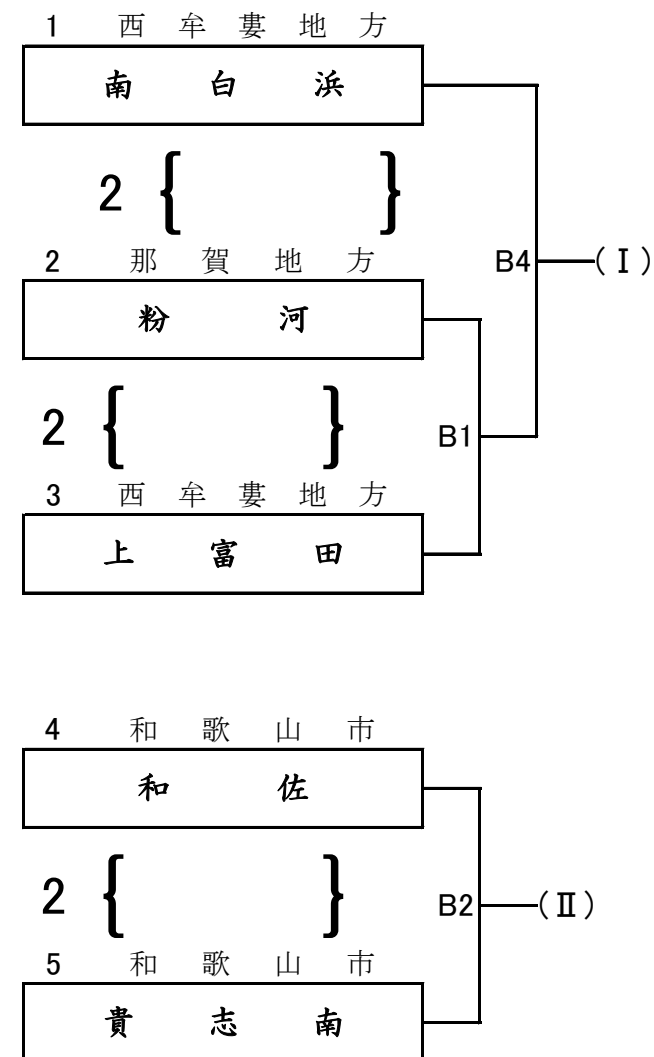 1 西牟婁地方
南白浜
2 { }
2 那賀地方
B4 (Ⅰ)
粉河
2 { }
B1
3 西牟婁地方
上富田
4 和歌山市
和佐
2 { }
B2 (Ⅱ)
5 和歌山市
貴志南